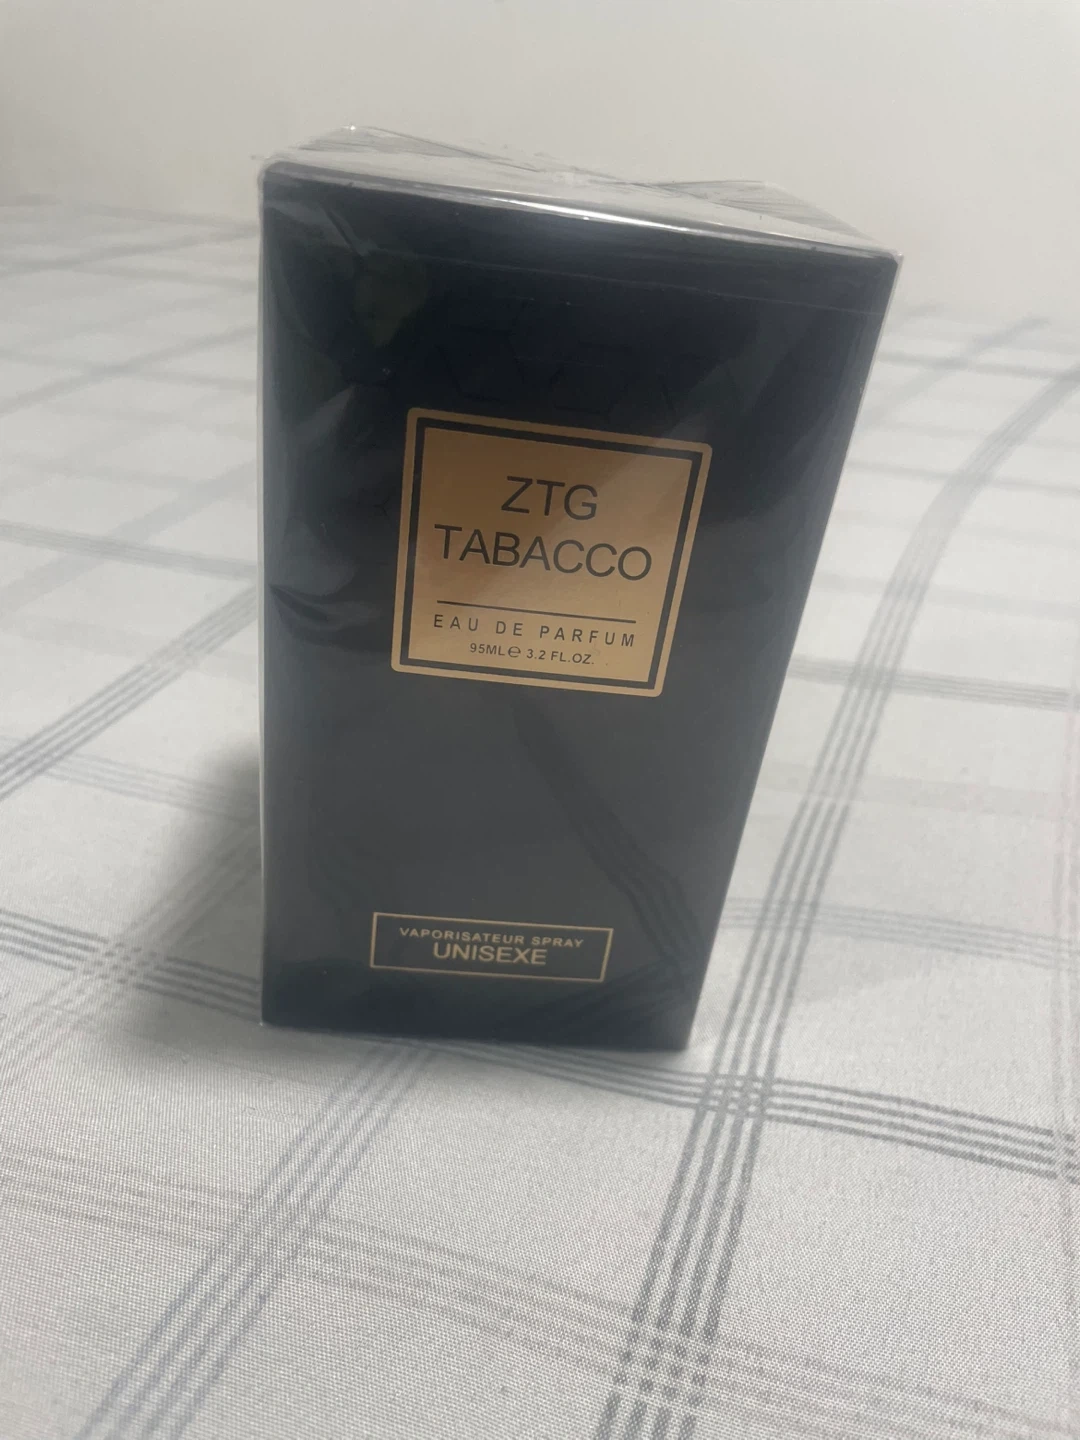 ZTG
TABACCO
EAU DE PARFUM
95ML℮ 3.2 FL.OZ.
VAPORISATEUR SPRAY
UNISEXE